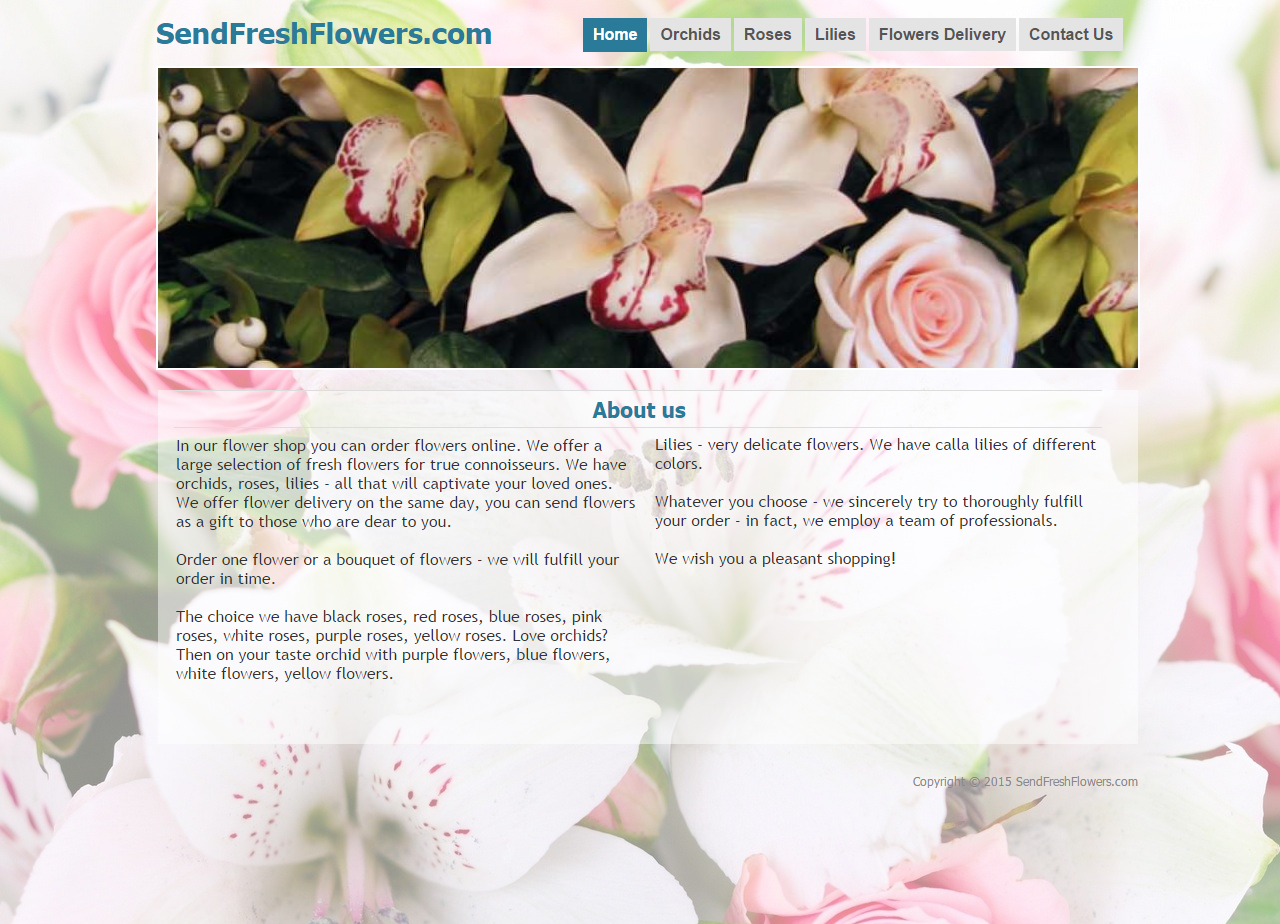 SendFreshFlowers.com
Home Orchids Roses Lilies Flowers Delivery Contact Us
About us
In our flower shop you can order flowers online. We offer a
large selection of fresh flowers for true connoisseurs. We have
orchids, roses, lilies - all that will captivate your loved ones.
We offer flower delivery on the same day, you can send flowers
as a gift to those who are dear to you.
Order one flower or a bouquet of flowers - we will fulfill your
order in time.
The choice we have black roses, red roses, blue roses, pink
roses, white roses, purple roses, yellow roses. Love orchids?
Then on your taste orchid with purple flowers, blue flowers,
white flowers, yellow flowers.
Lilies - very delicate flowers. We have calla lilies of different
colors.
Whatever you choose - we sincerely try to thoroughly fulfill
your order - in fact, we employ a team of professionals.
We wish you a pleasant shopping!
Copyright © 2015 SendFreshFlowers.com